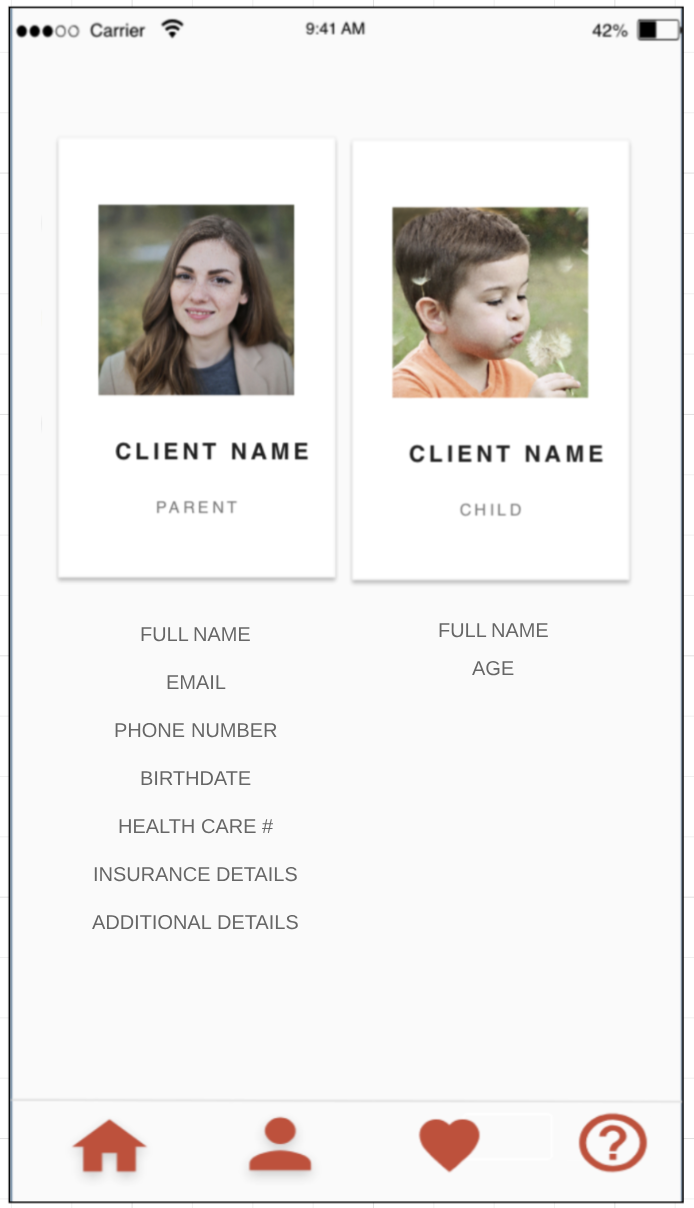 Carrier 9:41 AM 42%
CLIENT NAME
PARENT
CLIENT NAME
CHILD
FULL NAME
EMAIL
PHONE NUMBER
BIRTHDATE
HEALTH CARE #
INSURANCE DETAILS
ADDITIONAL DETAILS
FULL NAME
AGE
?